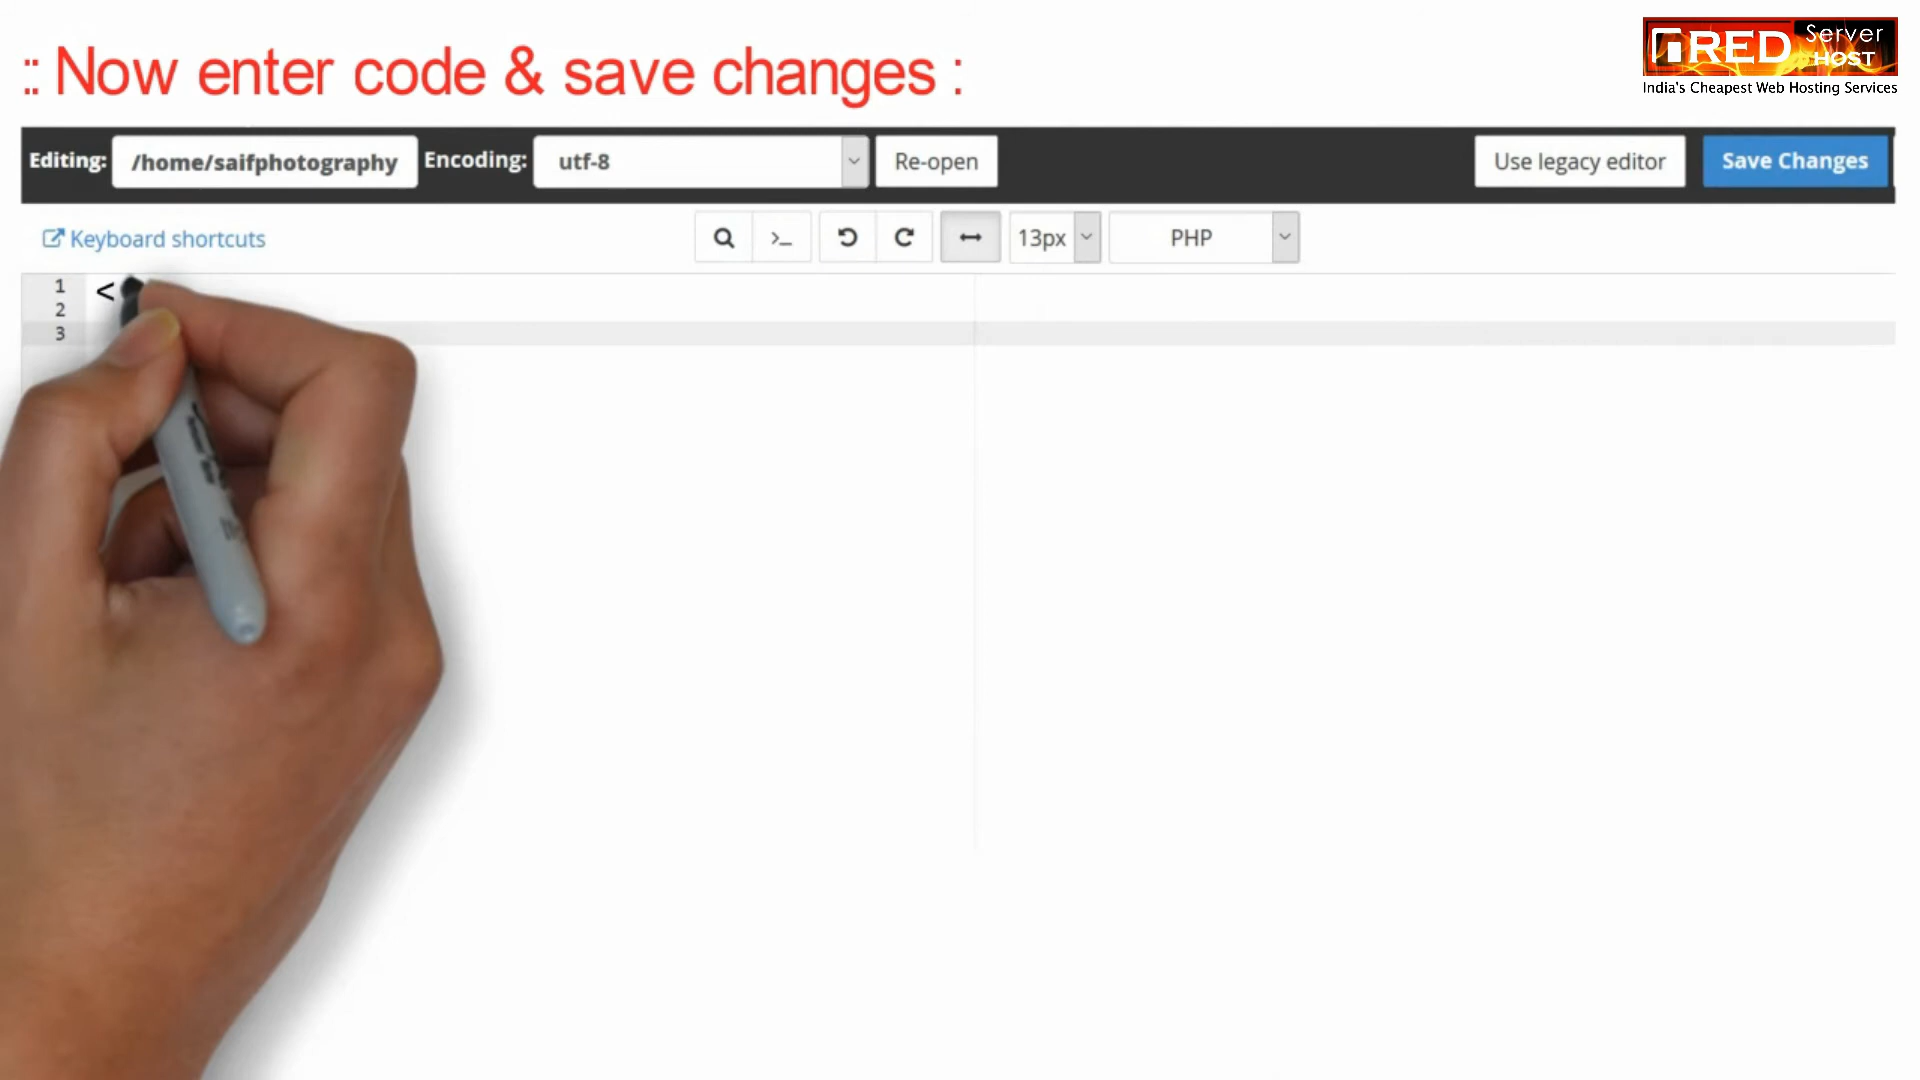 :: Now enter code & save changes :
RED Server HOST
India's Cheapest Web Hosting Services
Editing: /home/saifphotography Encoding: utf-8 Re-open Use legacy editor Save Changes
Keyboard shortcuts 13px PHP
1 <
2
3